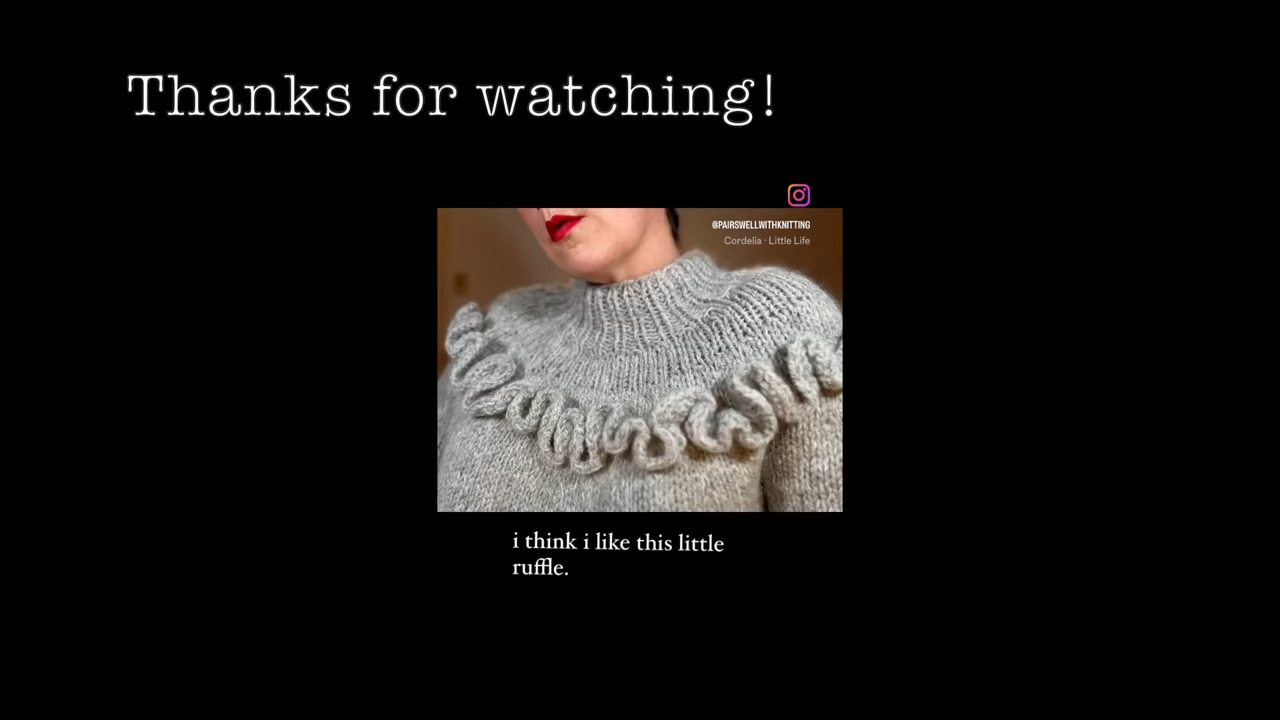 Thanks for watching!
@PAIRSWELLWITHKNITTING
Cordelia · Little Life
i think i like this little
ruffle.